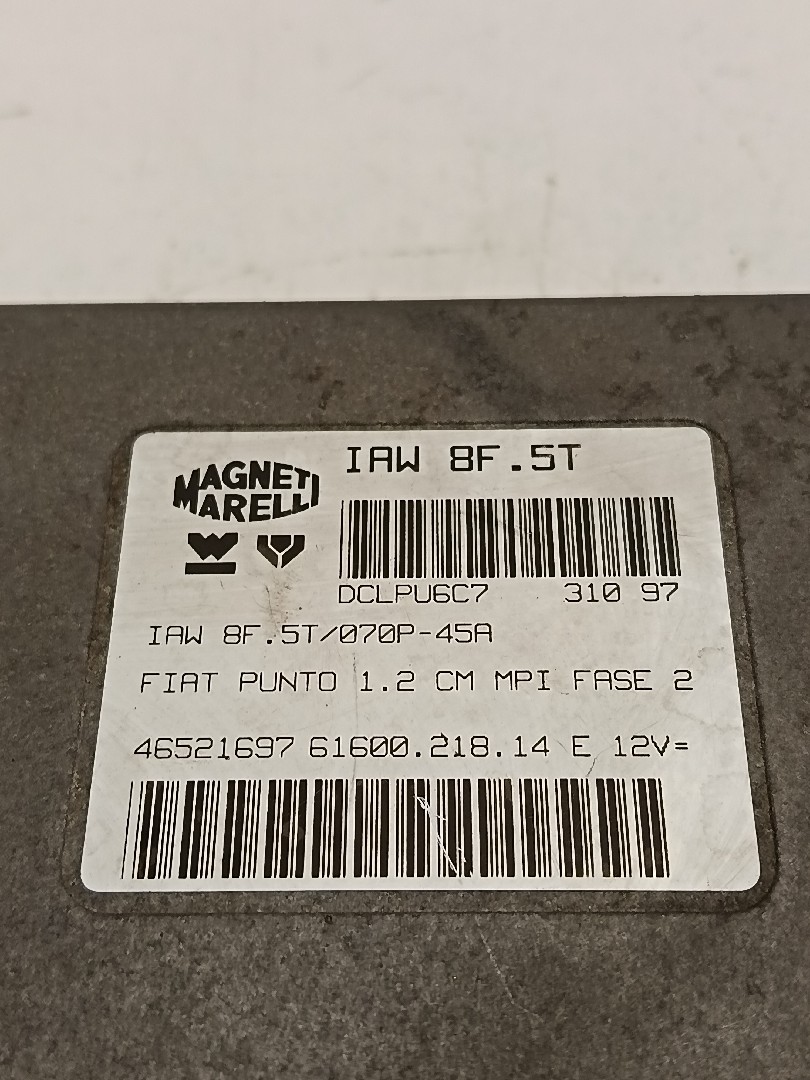 MAGNETI
MARELLI
IAW 8F.5T
DCLPU6C7 310 97
IAW 8F.5T/070P-45A
FIAT PUNTO 1.2 CM MPI FASE 2
46521697 61600.218.14 E 12V=